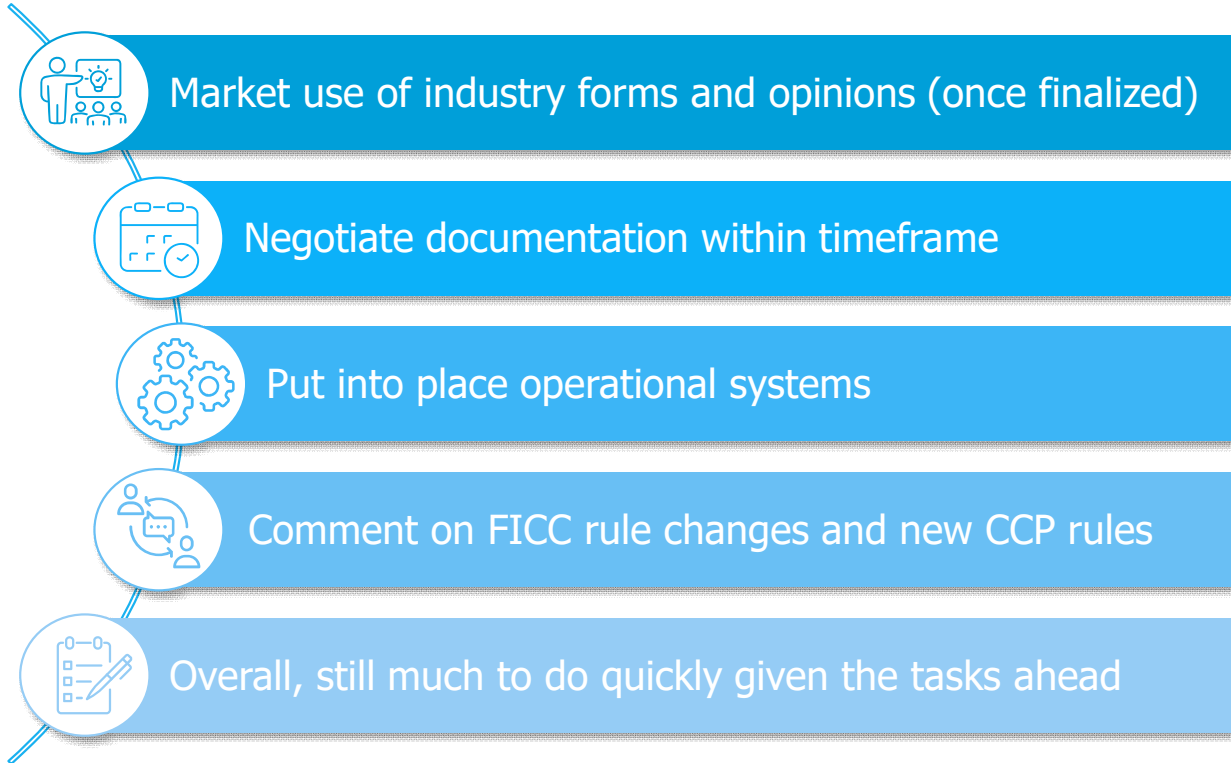 Market use of industry forms and opinions (once finalized)
Negotiate documentation within timeframe
Put into place operational systems
Comment on FICC rule changes and new CCP rules
Overall, still much to do quickly given the tasks ahead